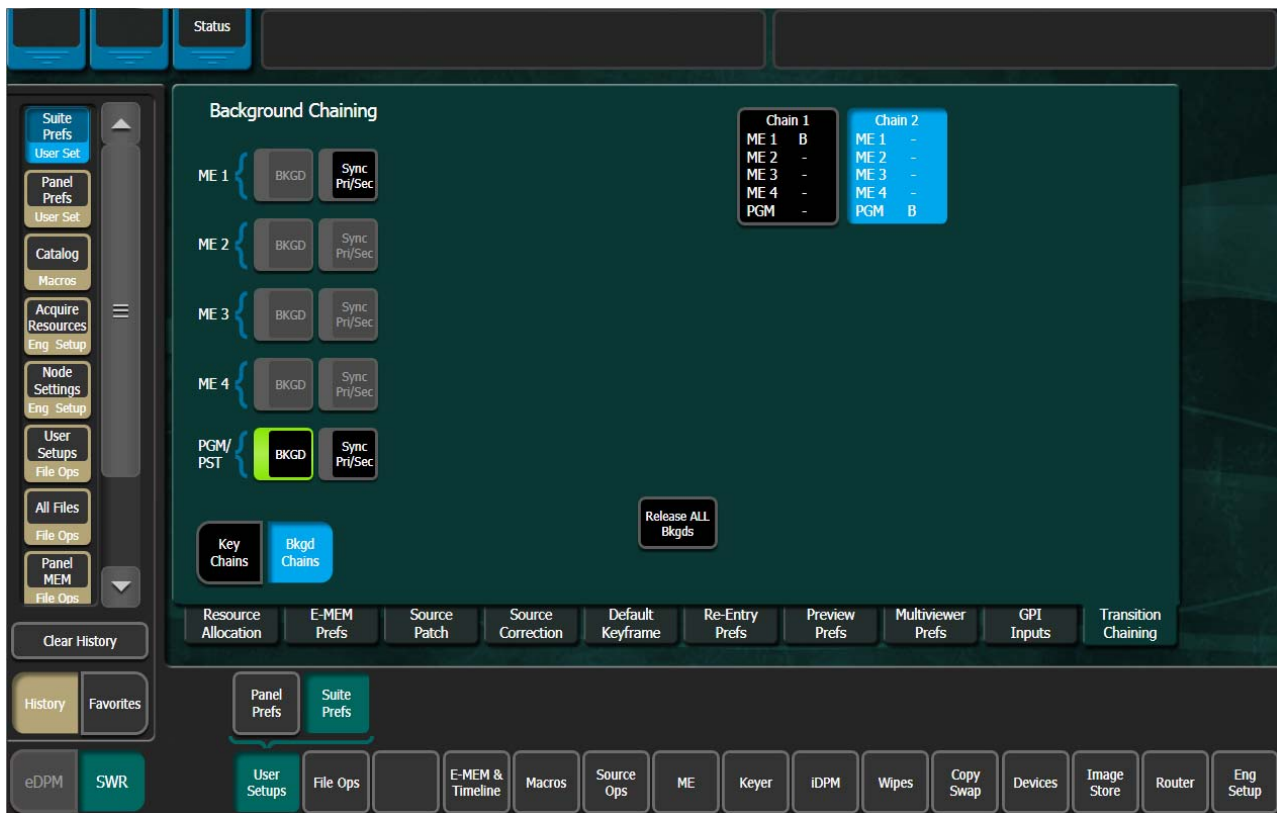 Status
Suite
Prefs
User Set
Panel
Prefs
User Set
Catalog
Macros
Acquire
Resources
Eng Setup
Node
Settings
Eng Setup
User
Setups
File Ops
All Files
File Ops
Panel
MEM
File Ops
Clear History
History
Favorites
eDPM
SWR
Background Chaining
ME 1 { BKGD Sync Pri/Sec
ME 2 { BKGD Sync Pri/Sec
ME 3 { BKGD Sync Pri/Sec
ME 4 { BKGD Sync Pri/Sec
PGM/
PST { BKGD Sync Pri/Sec
Chain 1
ME 1 B
ME 2 -
ME 3 -
ME 4 -
PGM -
Chain 2
ME 1 -
ME 2 -
ME 3 -
ME 4 -
PGM B
Release ALL
Bkgds
Key
Chains
Bkgd
Chains
Resource
Allocation
E-MEM
Prefs
Source
Patch
Source
Correction
Default
Keyframe
Re-Entry
Prefs
Preview
Prefs
Multiviewer
Prefs
GPI
Inputs
Transition
Chaining
Panel
Prefs
Suite
Prefs
User
Setups
File Ops
E-MEM &
Timeline
Macros
Source
Ops
ME
Keyer
iDPM
Wipes
Copy
Swap
Devices
Image
Store
Router
Eng
Setup